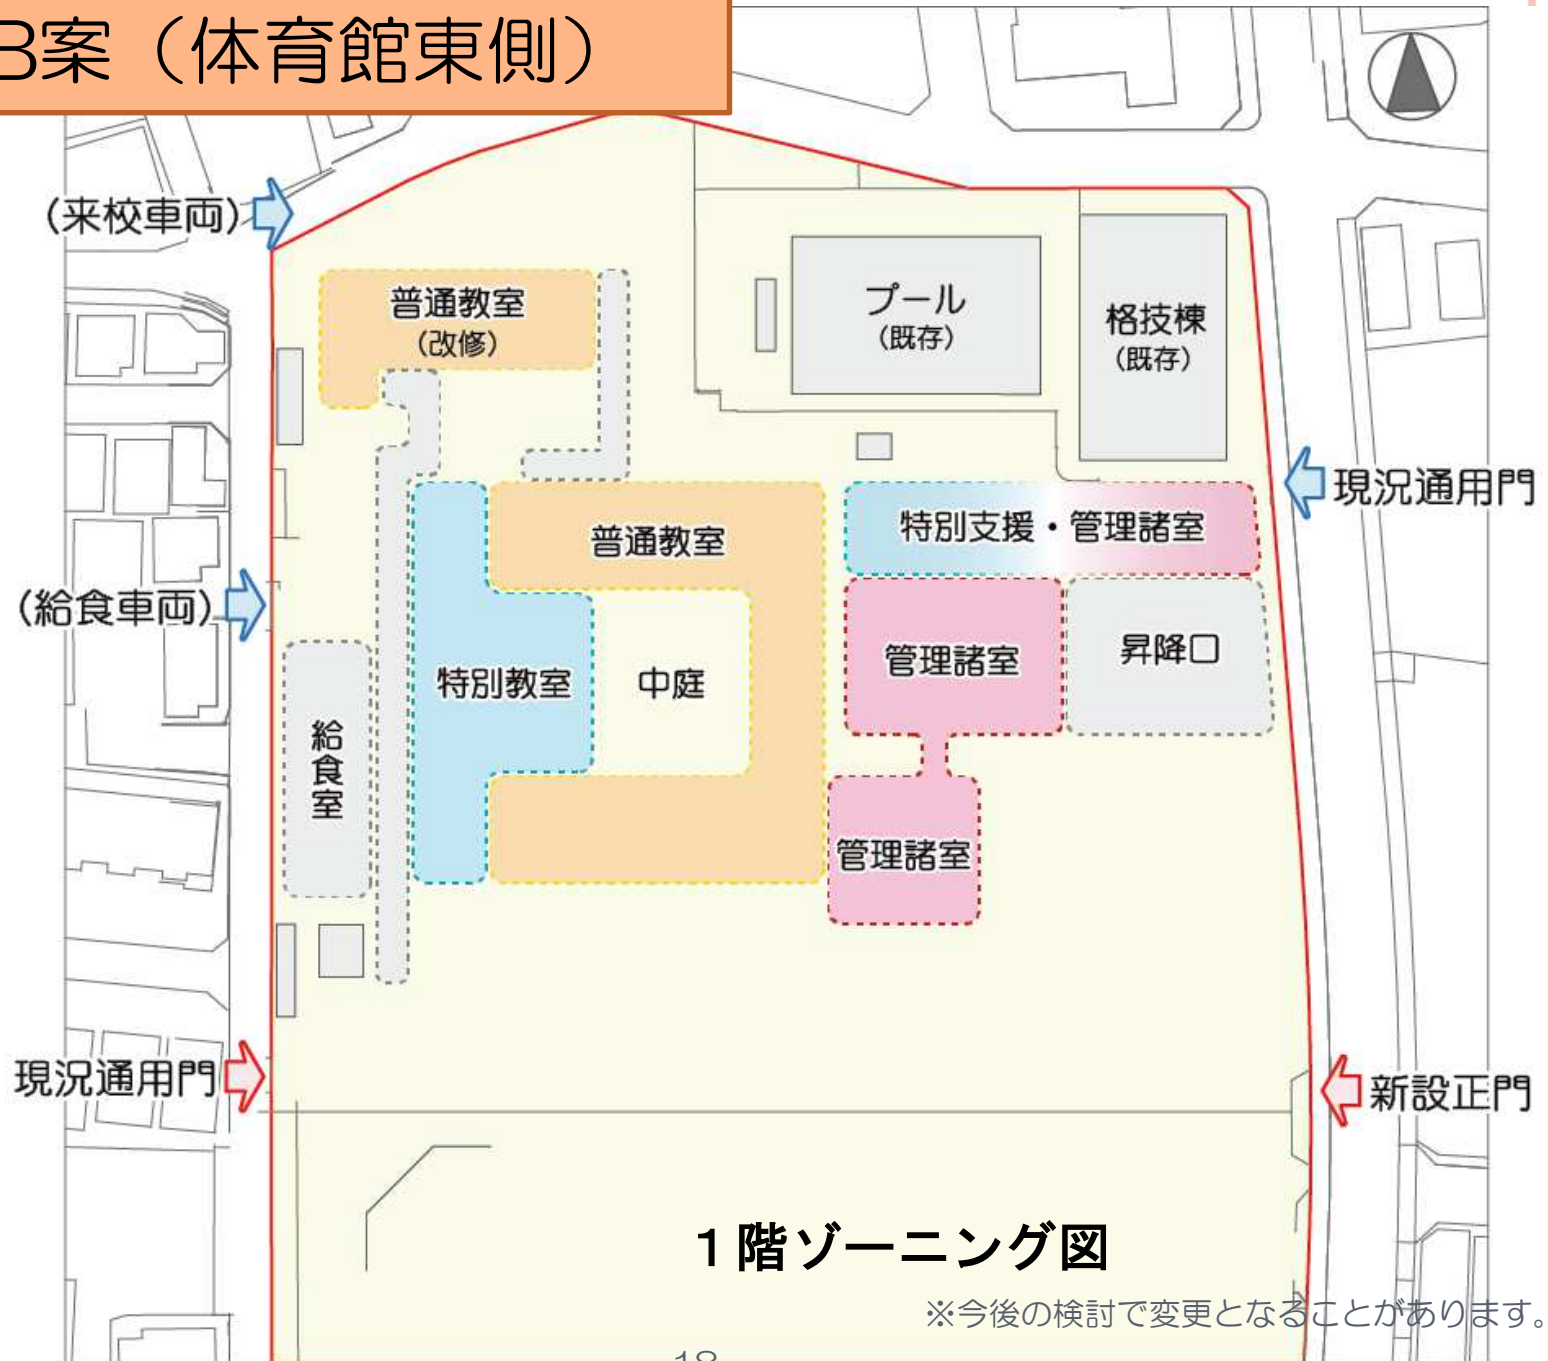 B案（体育館東側）
（来校車両）
普通教室
（改修）
プール
（既存）
格技棟
（既存）
現況通用門
普通教室
特別支援・管理諸室
（給食車両）
特別教室
中庭
管理諸室
昇降口
給食室
管理諸室
現況通用門
新設正門
１階ゾーニング図
※今後の検討で変更となることがあります。